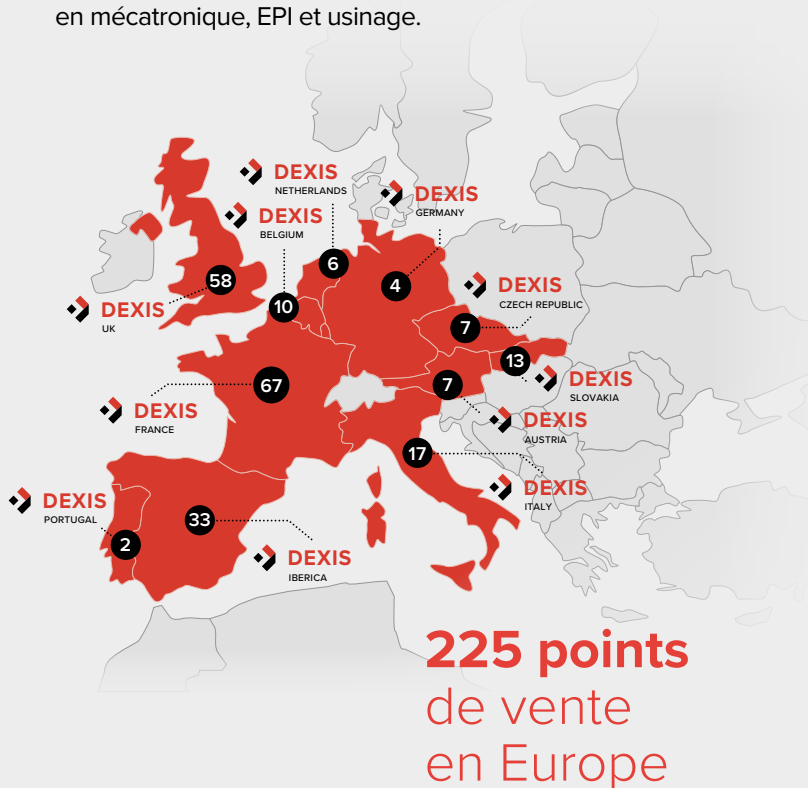 en mécatronique, EPI et usinage.
DEXIS
NETHERLANDS
DEXIS
GERMANY
DEXIS
BELGIUM
6
4
58
10
DEXIS
CZECH REPUBLIC
DEXIS
UK
7
13
DEXIS
SLOVAKIA
67
7
DEXIS
FRANCE
DEXIS
AUSTRIA
17
DEXIS
ITALY
DEXIS
PORTUGAL
33
2
DEXIS
IBERICA
225 points
de vente
en Europe